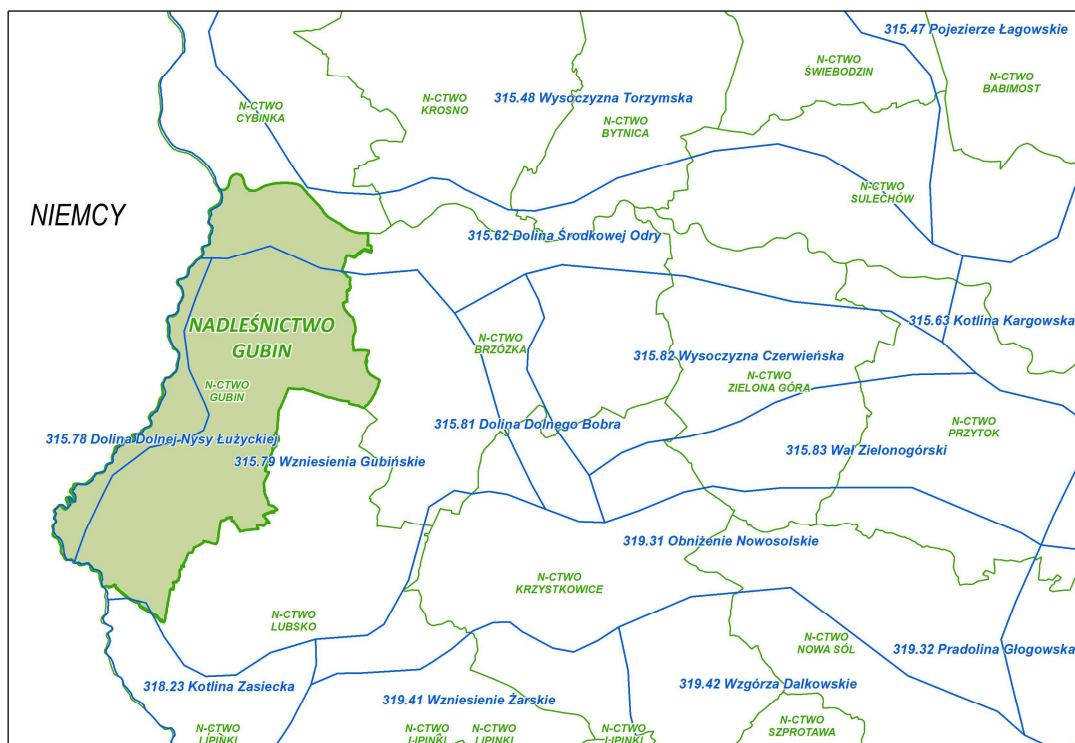 315.47 Pojezierze Łagowskie
N-CTWO
ŚWIEBODZIN
N-CTWO
BABIMOST
N-CTWO
CYBINKA
N-CTWO
KROSNO
315.48 Wysoczyzna Torzymska
N-CTWO
BYTNICA
NIEMCY
N-CTWO
SULECHÓW
315.62 Dolina Środkowej Odry
NADLEŚNICTWO
GUBIN
N-CTWO
GUBIN
N-CTWO
BRZÓZKA
315.63 Kotlina Kargowska
315.82 Wysoczyzna Czerwieńska
N-CTWO
ZIELONA GÓRA
315.78 Dolina Dolnej Nysy Łużyckiej
315.81 Dolina Dolnego Bobra
N-CTWO
PRZYTOK
315.79 Wzniesienia Gubińskie
315.83 Wał Zielonogórski
319.31 Obniżenie Nowosolskie
N-CTWO
KRZYSTKOWICE
N-CTWO
LUBSKO
N-CTWO
NOWA SÓL
319.32 Pradolina Głogowska
318.23 Kotlina Zasiecka
319.41 Wzniesienie Żarskie
319.42 Wzgórza Dalkowskie
N-CTWO
LIPINKI
N-CTWO
LIPINKI
N-CTWO
LIPINKI
N-CTWO
LIPINKI
N-CTWO
SZPROTAWA